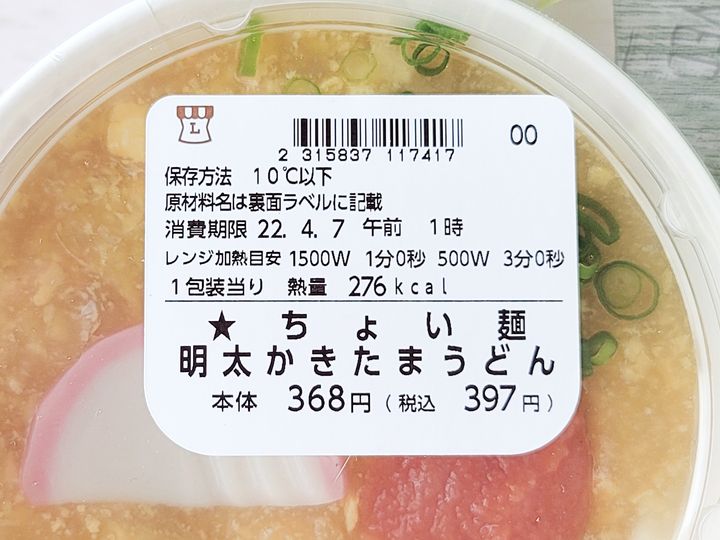 L
00
2 315837 117417
保存方法 10℃以下
原材料名は裏面ラベルに記載
消費期限 22. 4. 7 午前 1時
レンジ加熱目安 1500W 1分0秒 500W 3分0秒
1包装当り 熱量 276kcal
★ちょい麺
明太かきたまうどん
本体 368円(税込 397円)